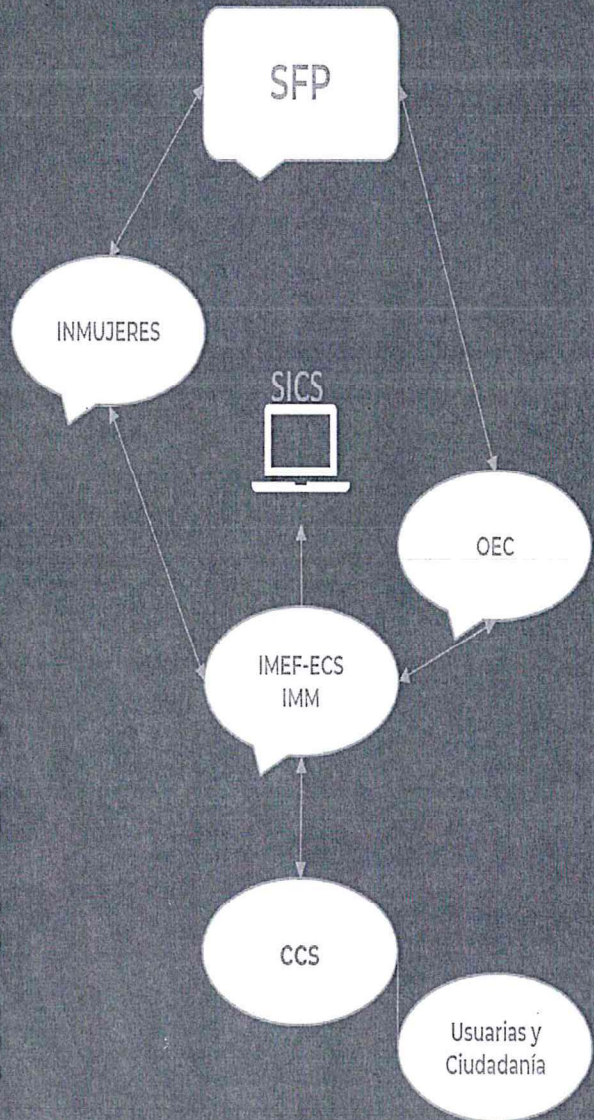 SFP
INMUJERES
SICS
OEC
IMEF-ECS
IMM
CCS
Usuarias y
Ciudadanía